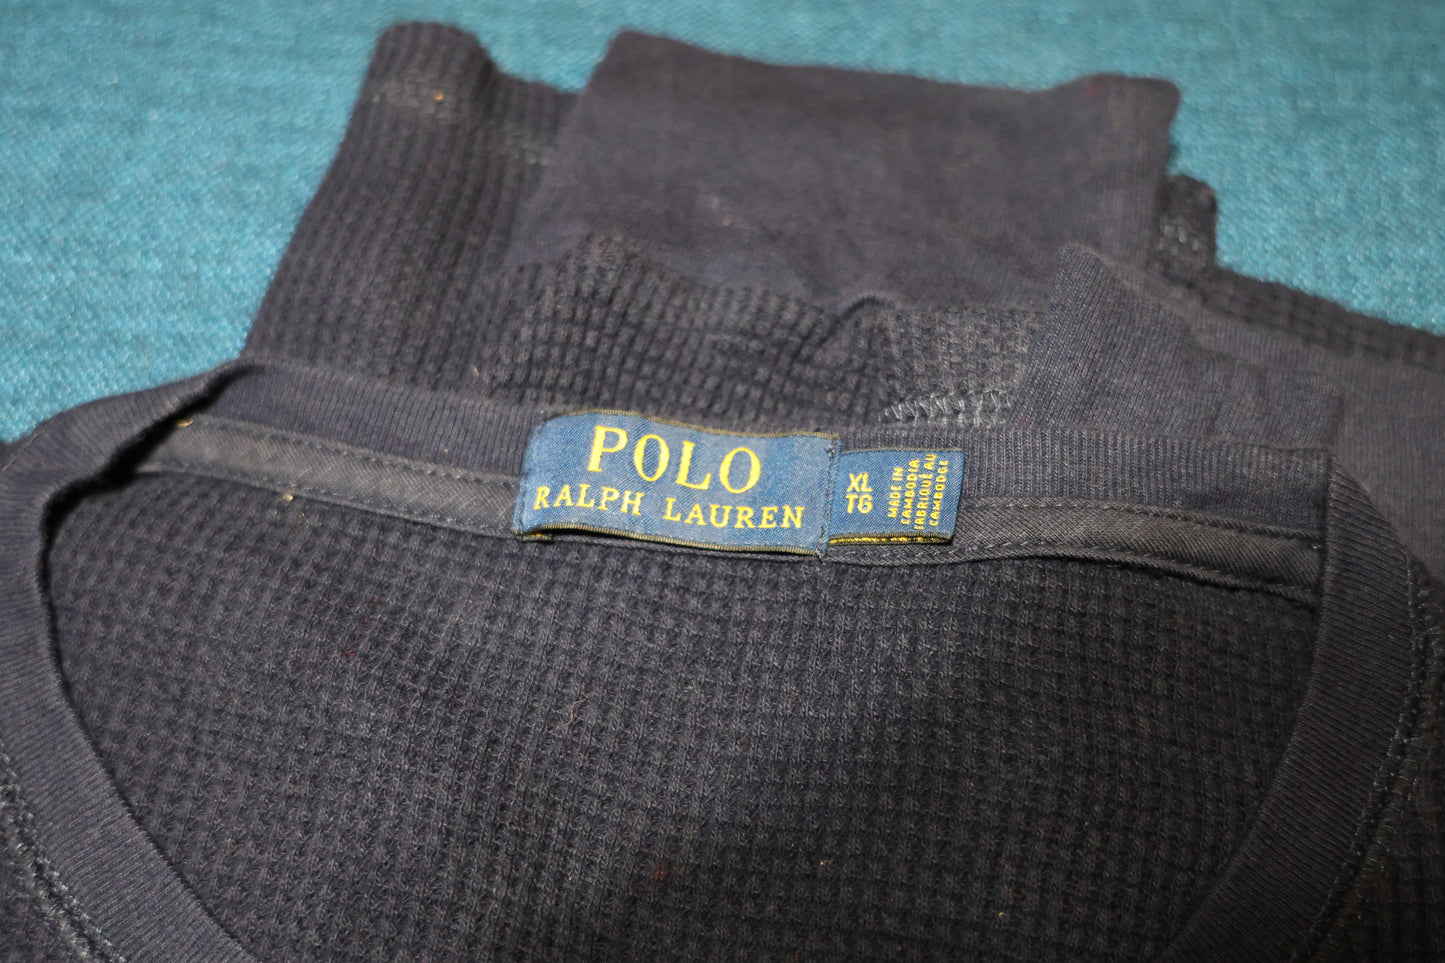 POLO
RALPH LAUREN
XL
TG
MADE IN
CAMBODIA
FABRIQUÉ AU
CAMBODGE